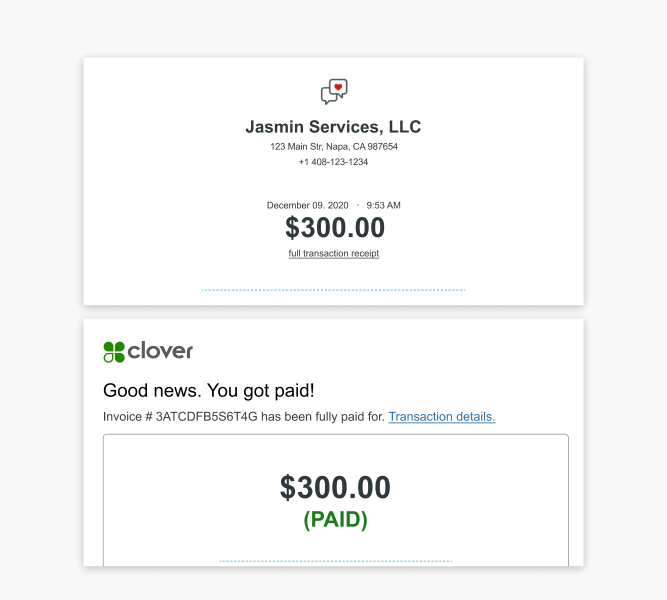 Jasmin Services, LLC
123 Main Str, Napa, CA 987654
+1 408-123-1234
December 09. 2020 • 9:53 AM
$300.00
full transaction receipt
clover
Good news. You got paid!
Invoice # 3ATCDFB5S6T4G has been fully paid for. Transaction details.
$300.00
(PAID)